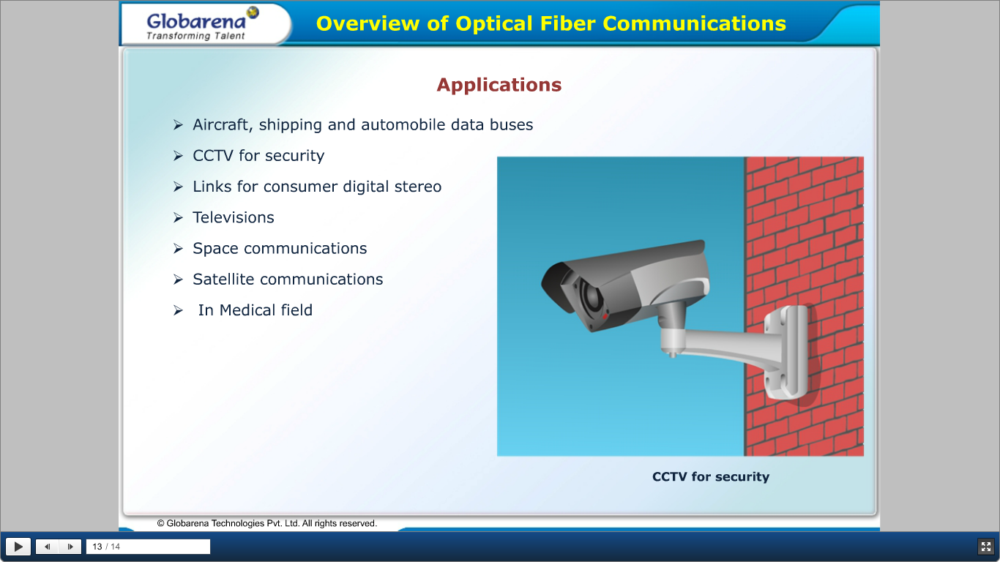 Globarena
Transforming Talent
Overview of Optical Fiber Communications
Applications
Aircraft, shipping and automobile data buses
CCTV for security
Links for consumer digital stereo
Televisions
Space communications
Satellite communications
In Medical field
CCTV for security
© Globarena Technologies Pvt. Ltd. All rights reserved.
13 / 14